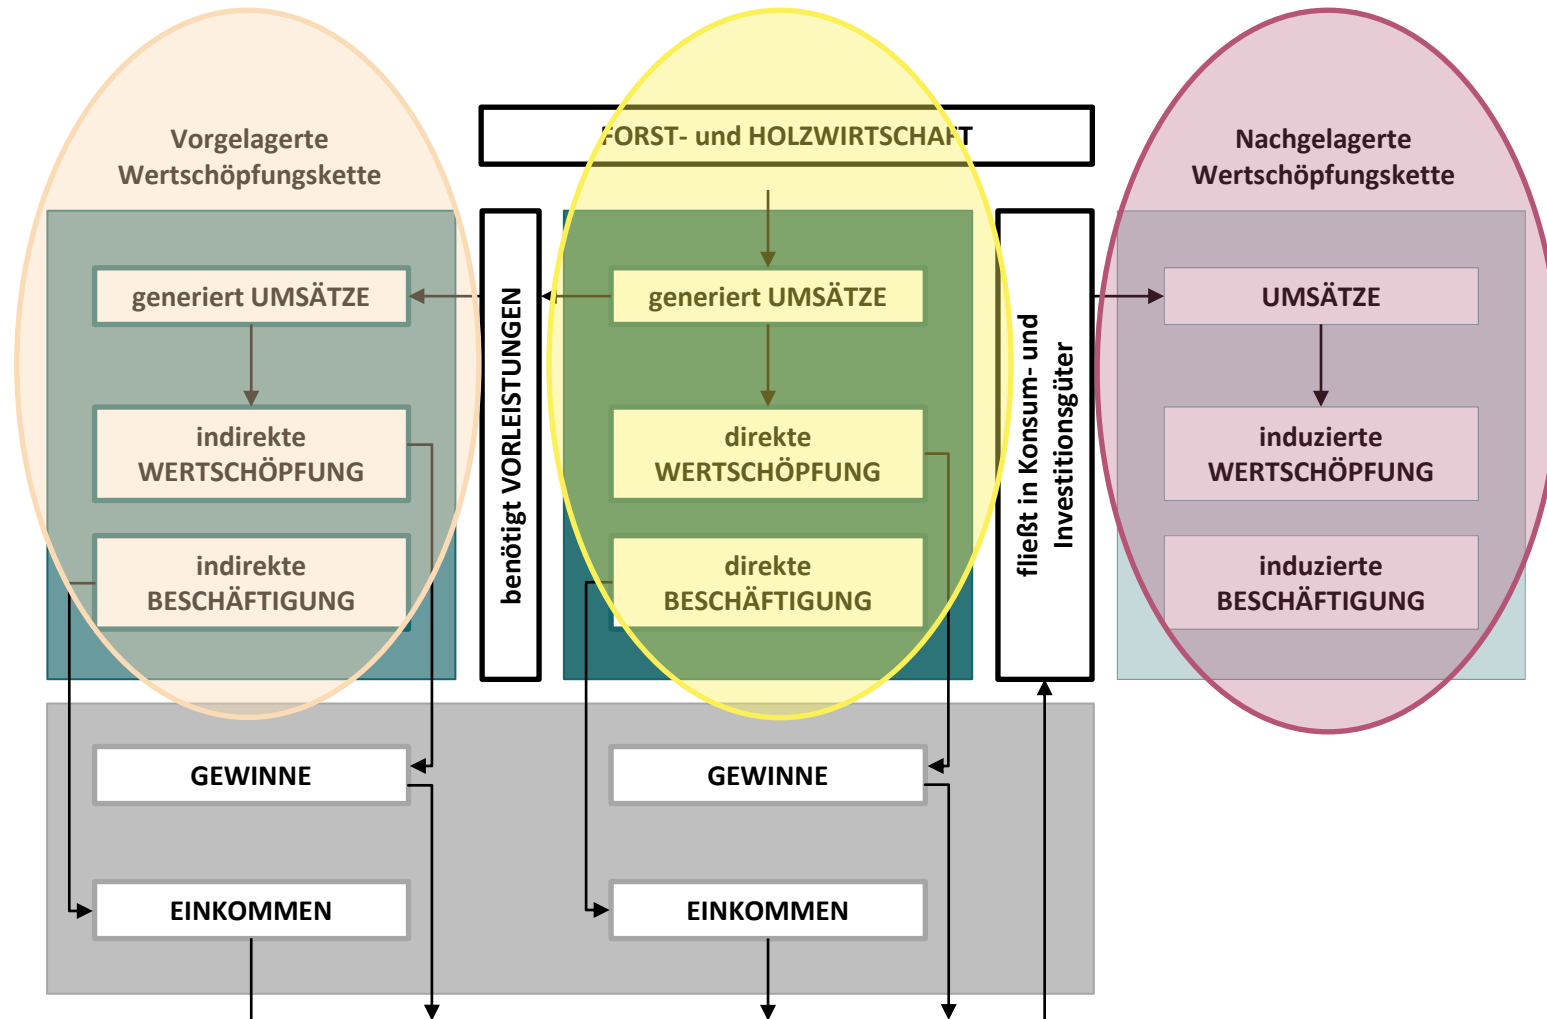 Vorgelagerte
Wertschöpfungskette
FORST- und HOLZWIRTSCHAFT
Nachgelagerte
Wertschöpfungskette
generiert UMSÄTZE
indirekte
WERTSCHÖPFUNG
indirekte
BESCHÄFTIGUNG
benötigt VORLEISTUNGEN
generiert UMSÄTZE
direkte
WERTSCHÖPFUNG
direkte
BESCHÄFTIGUNG
fließt in Konsum- und
Investitionsgüter
UMSÄTZE
induzierte
WERTSCHÖPFUNG
induzierte
BESCHÄFTIGUNG
GEWINNE
GEWINNE
EINKOMMEN
EINKOMMEN